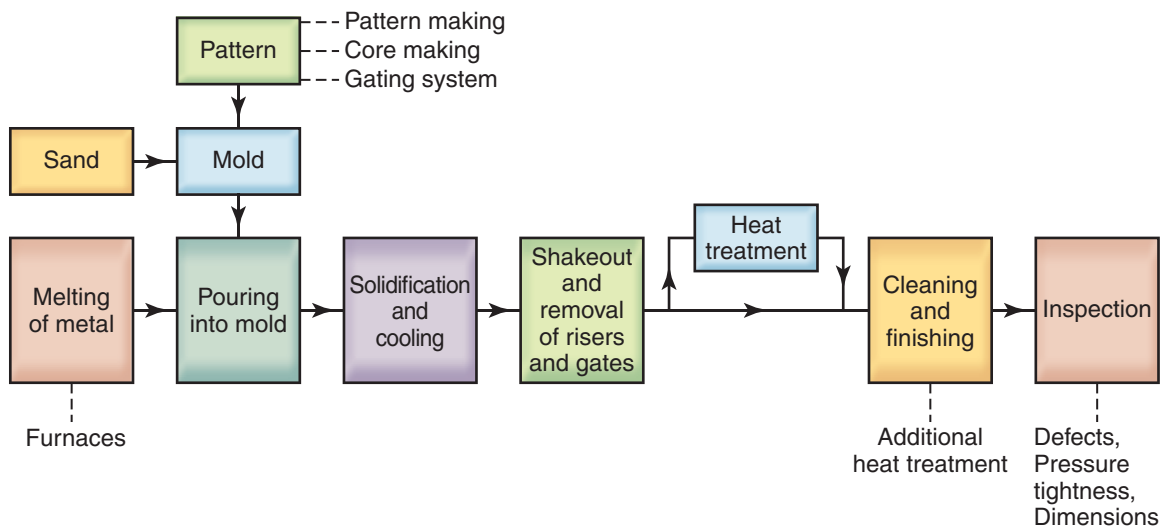 Pattern
Pattern making
Core making
Gating system
Sand
Mold
Melting
of metal
Pouring
into mold
Solidification
and
cooling
Shakeout
and
removal
of risers
and gates
Heat
treatment
Cleaning
and
finishing
Inspection
Furnaces
Additional
heat treatment
Defects,
Pressure
tightness,
Dimensions